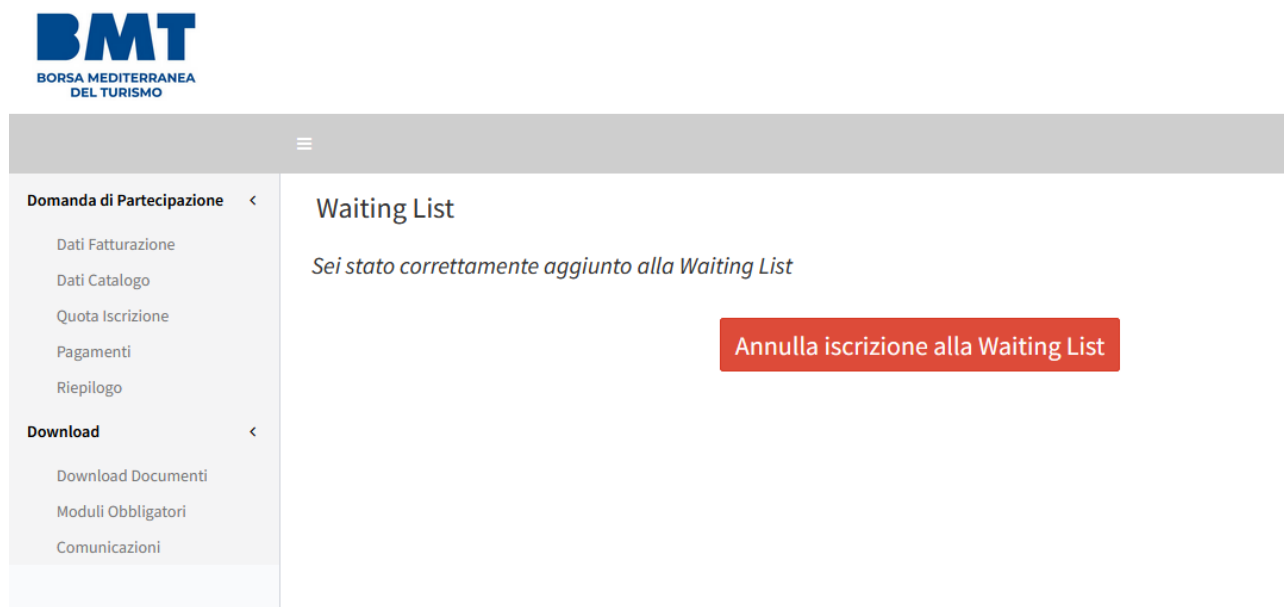 BMT
BORSA MEDITERRANEA
DEL TURISMO
Domanda di Partecipazione
Dati Fatturazione
Dati Catalogo
Quota Iscrizione
Pagamenti
Riepilogo
Download
Download Documenti
Moduli Obbligatori
Comunicazioni
Waiting List
Sei stato correttamente aggiunto alla Waiting List
Annulla iscrizione alla Waiting List